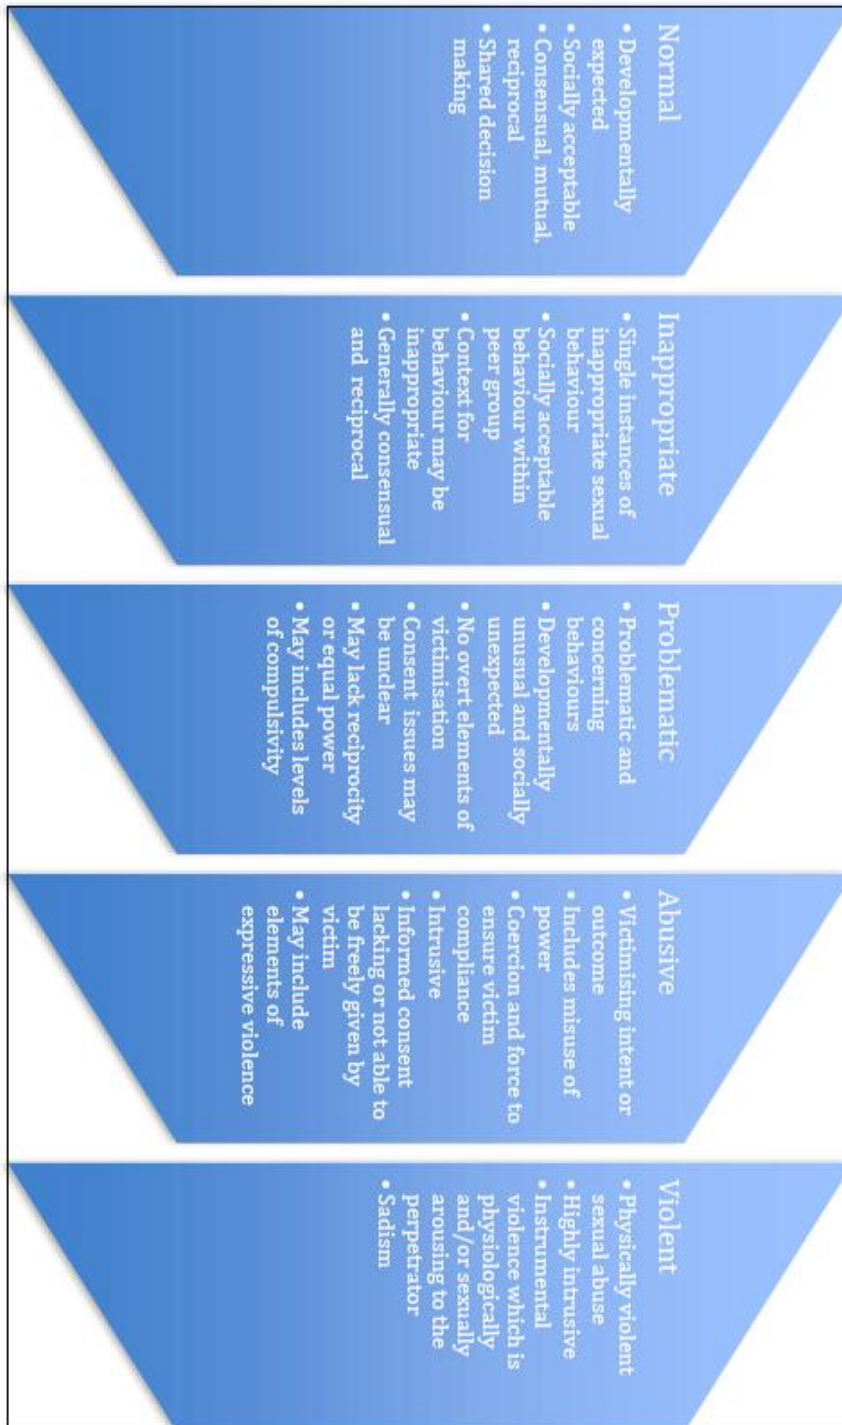 Normal
• Developmentally
expected
• Socially acceptable
• Consensual, mutual,
reciprocal
• Shared decision
making
Inappropriate
• Single instances of
inappropriate sexual
behaviour
• Socially acceptable
behaviour within
peer group
• Context for
behaviour may be
inappropriate
• Generally consensual
and reciprocal
Problematic
• Problematic and
concerning
behaviours
• Developmentally
unusual and socially
unexpected
• No overt elements of
victimisation
• Consent issues may
be unclear
• May lack reciprocity
or equal power
• May includes levels
of compulsivity
Abusive
• Victimising intent or
outcome
• Includes misuse of
power
• Coercion and force to
ensure victim
compliance
• Intrusive
• Informed consent
lacking or not able to
be freely given by
victim
• May include
elements of
expressive violence
Violent
• Physically violent
sexual abuse
• Highly intrusive
• Instrumental
violence which is
physiologically
and/or sexually
arousing to the
perpetrator
• Sadism